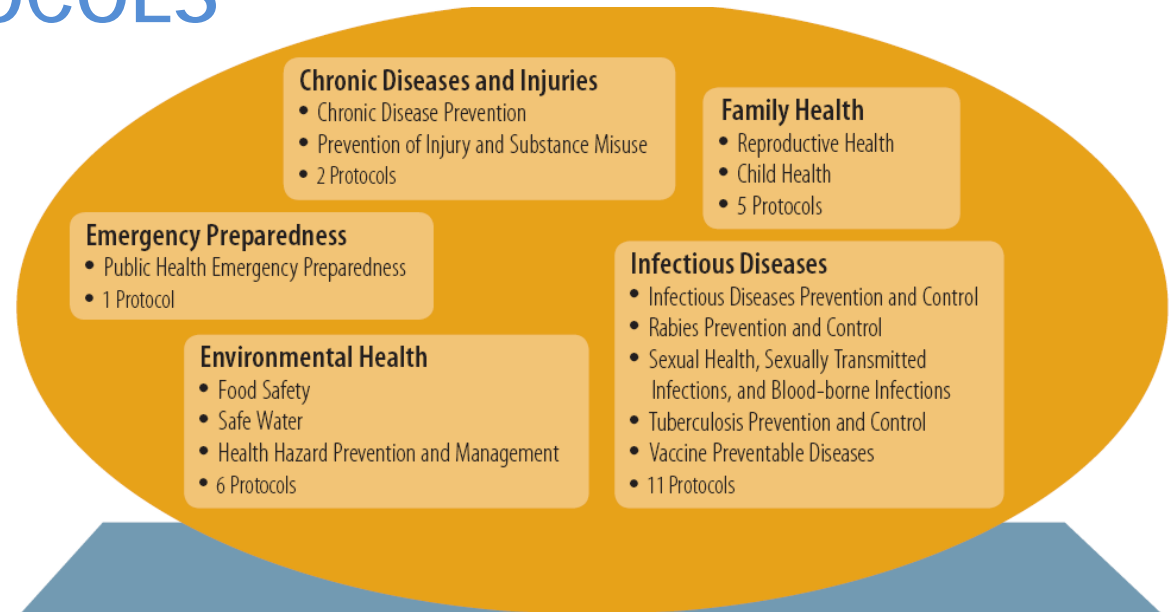 Chronic Diseases and Injuries
• Chronic Disease Prevention
• Prevention of Injury and Substance Misuse
• 2 Protocols
Family Health
• Reproductive Health
• Child Health
• 5 Protocols
Emergency Preparedness
• Public Health Emergency Preparedness
• 1 Protocol
Infectious Diseases
• Infectious Diseases Prevention and Control
• Rabies Prevention and Control
• Sexual Health, Sexually Transmitted
Infections, and Blood-borne Infections
• Tuberculosis Prevention and Control
• Vaccine Preventable Diseases
• 11 Protocols
Environmental Health
• Food Safety
• Safe Water
• Health Hazard Prevention and Management
• 6 Protocols